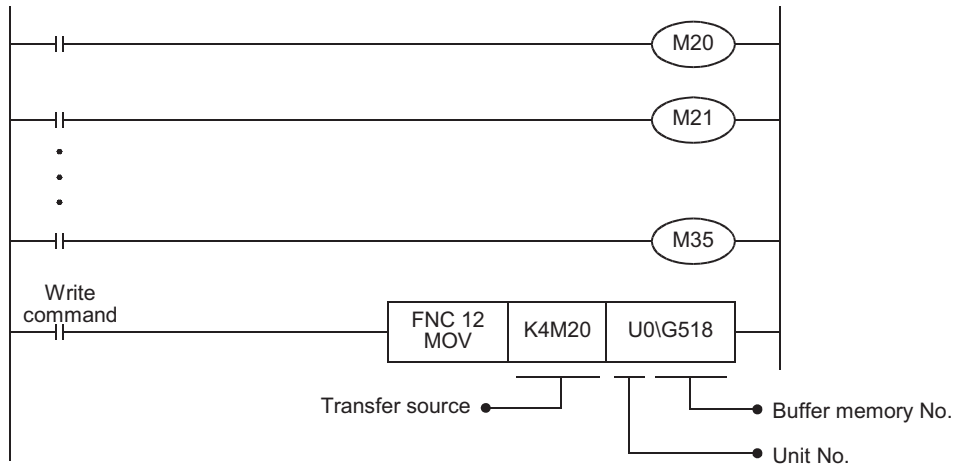 M20
M21
M35
Write
command
FNC 12
MOV
K4M20
U0\G518
Transfer source
Buffer memory No.
Unit No.